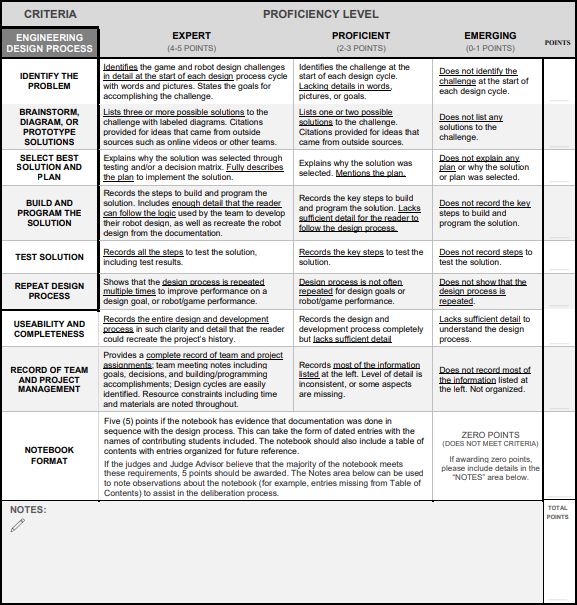 CRITERIA PROFICIENCY LEVEL
ENGINEERING
DESIGN PROCESS
EXPERT
(4-5 POINTS)
PROFICIENT
(2-3 POINTS)
EMERGING
(0-1 POINTS)
POINTS
IDENTIFY THE
PROBLEM
Identifies the game and robot design challenges
in detail at the start of each design process cycle
with words and pictures. States the goals for
accomplishing the challenge.
Identifies the challenge at the
start of each design cycle.
Lacking details in words,
pictures, or goals.
Does not identify the
challenge at the start of
each design cycle.
BRAINSTORM,
DIAGRAM, OR
PROTOTYPE
SOLUTIONS
Lists three or more possible solutions to the
challenge with labeled diagrams. Citations
provided for ideas that came from outside
sources such as online videos or other teams.
Lists one or two possible
solutions to the challenge.
Citations provided for ideas that
came from outside sources.
Does not list any
solutions to the
challenge.
SELECT BEST
SOLUTION AND
PLAN
Explains why the solution was selected through
testing and/or a decision matrix. Fully describes
the plan to implement the solution.
Explains why the solution was
selected. Mentions the plan.
Does not explain any
plan or why the solution
or plan was selected.
BUILD AND
PROGRAM THE
SOLUTION
Records the steps to build and program the
solution. Includes enough detail that the reader
can follow the logic used by the team to develop
their robot design, as well as recreate the robot
design from the documentation.
Records the key steps to build
and program the solution. Lacks
sufficient detail for the reader to
follow the design process.
Does not record the key
steps to build and
program the solution.
TEST SOLUTION
Records all the steps to test the solution,
including test results.
Records the key steps to test the
solution.
Does not record steps to
test the solution.
REPEAT DESIGN
PROCESS
Shows that the design process is repeated
multiple times to improve performance on a
design goal, or robot/game performance.
Design process is not often
repeated for design goals or
robot/game performance.
Does not show that the
design process is
repeated.
USEABILITY AND
COMPLETENESS
Records the entire design and development
process in such clarity and detail that the reader
could recreate the project's history.
Records the design and
development process completely
but lacks sufficient detail
Lacks sufficient detail to
understand the design
process.
RECORD OF TEAM
AND PROJECT
MANAGEMENT
Provides a complete record of team and project
assignments; team meeting notes including
goals, decisions, and building/programming
accomplishments; Design cycles are easily
identified. Resource constraints including time
and materials are noted throughout.
Records most of the information
listed at the left. Level of detail is
inconsistent, or some aspects
are missing.
Does not record most of
the information listed at
the left. Not organized.
NOTEBOOK
FORMAT
Five (5) points if the notebook has evidence that documentation was done in
sequence with the design process. This can take the form of dated entries with the
names of contributing students included. The notebook should also include a table of
contents with entries organized for future reference.
If the judges and Judge Advisor believe that the majority of the notebook meets
these requirements, 5 points should be awarded. The Notes area below can be used
to note observations about the notebook (for example, entries missing from Table of
Contents) to assist in the deliberation process.
ZERO POINTS
(DOES NOT MEET CRITERIA)
If awarding zero points,
please include details in the
"NOTES" area below.
NOTES:
TOTAL
POINTS